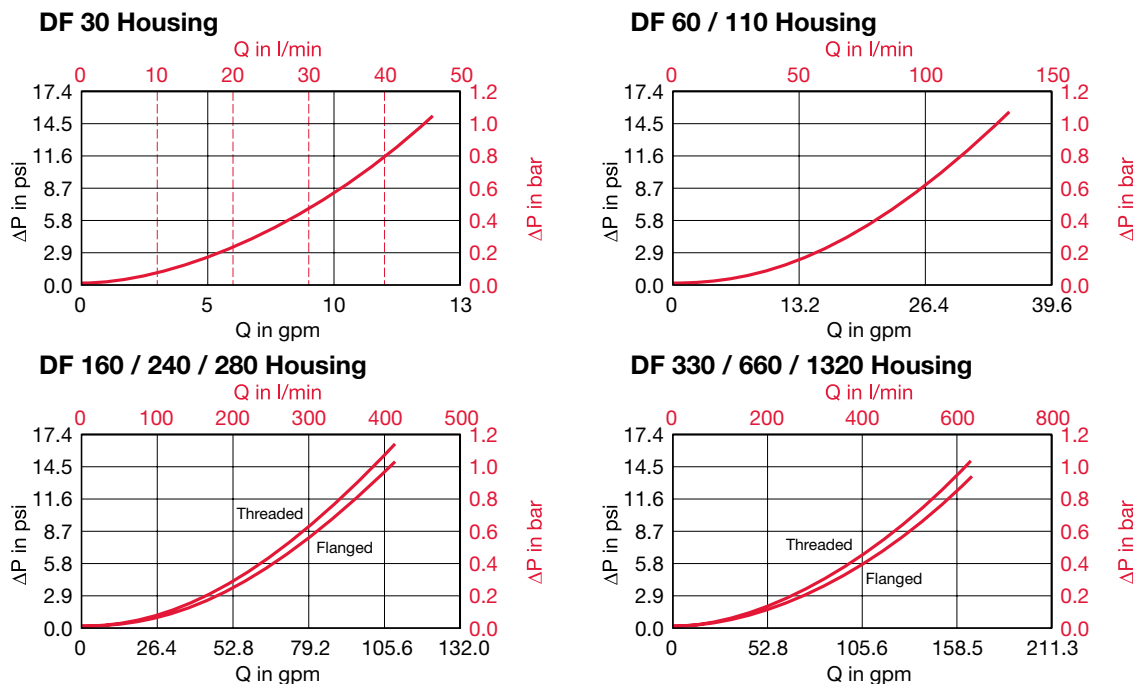 DF 30 Housing
Q in l/min
0 10 20 30 40 50
17.4 1.2
14.5 1.0
11.6 0.8
8.7 0.6
5.8 0.4
2.9 0.2
0.0 0.0
ΔP in psi
ΔP in bar
0 5 10 13
Q in gpm
DF 60 / 110 Housing
Q in l/min
0 50 100 150
17.4 1.2
14.5 1.0
11.6 0.8
8.7 0.6
5.8 0.4
2.9 0.2
0.0 0.0
ΔP in psi
ΔP in bar
0 13.2 26.4 39.6
Q in gpm
DF 160 / 240 / 280 Housing
Q in l/min
0 100 200 300 400 500
17.4 1.2
14.5 1.0
11.6 0.8
8.7 0.6
5.8 0.4
2.9 0.2
0.0 0.0
ΔP in psi
ΔP in bar
Threaded
Flanged
0 26.4 52.8 79.2 105.6 132.0
Q in gpm
DF 330 / 660 / 1320 Housing
Q in l/min
0 200 400 600 800
17.4 1.2
14.5 1.0
11.6 0.8
8.7 0.6
5.8 0.4
2.9 0.2
0.0 0.0
ΔP in psi
ΔP in bar
Threaded
Flanged
0 52.8 105.6 158.5 211.3
Q in gpm